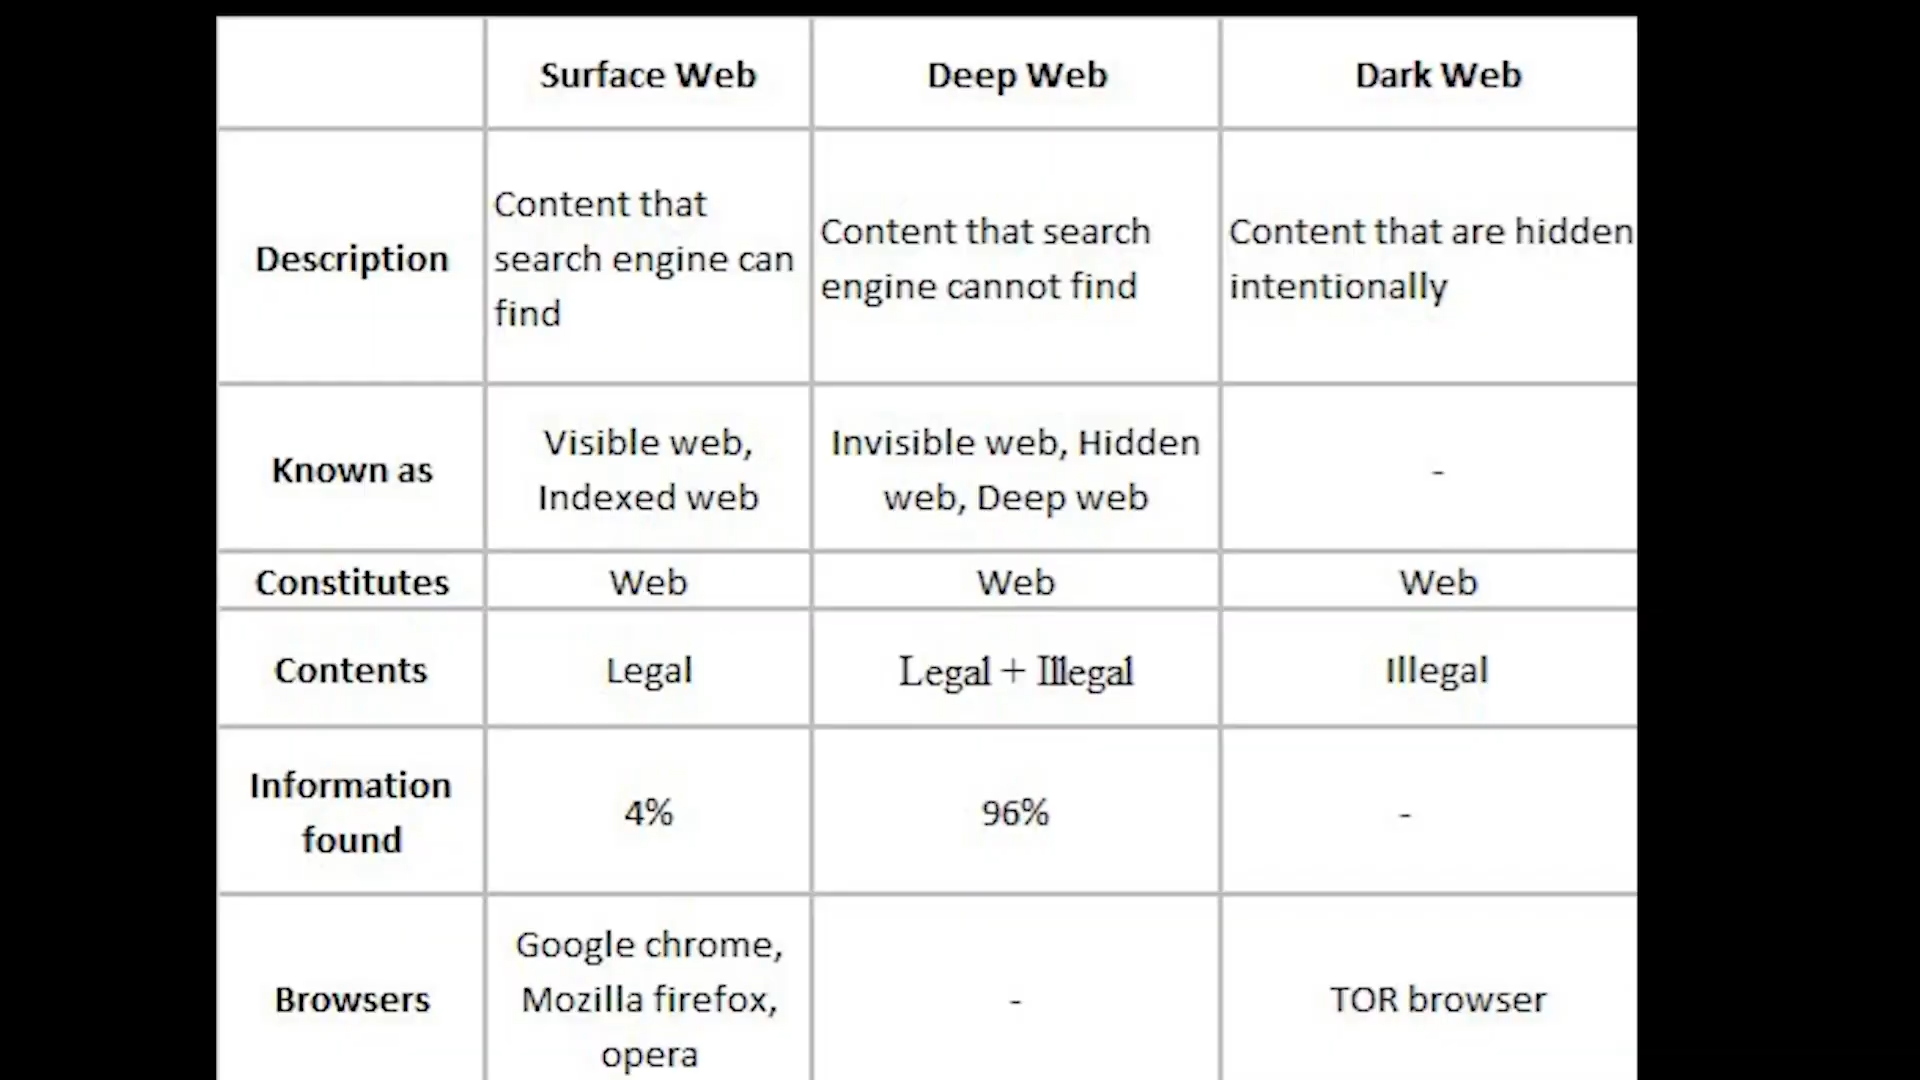 Surface Web
Deep Web
Dark Web
Description
Content that
search engine can
find
Content that search
engine cannot find
Content that are hidden
intentionally
Known as
Visible web,
Indexed web
Invisible web, Hidden
web, Deep web
-
Constitutes
Web
Web
Web
Contents
Legal
Legal + Illegal
Illegal
Information
found
4%
96%
-
Browsers
Google chrome,
Mozilla firefox,
opera
-
TOR browser